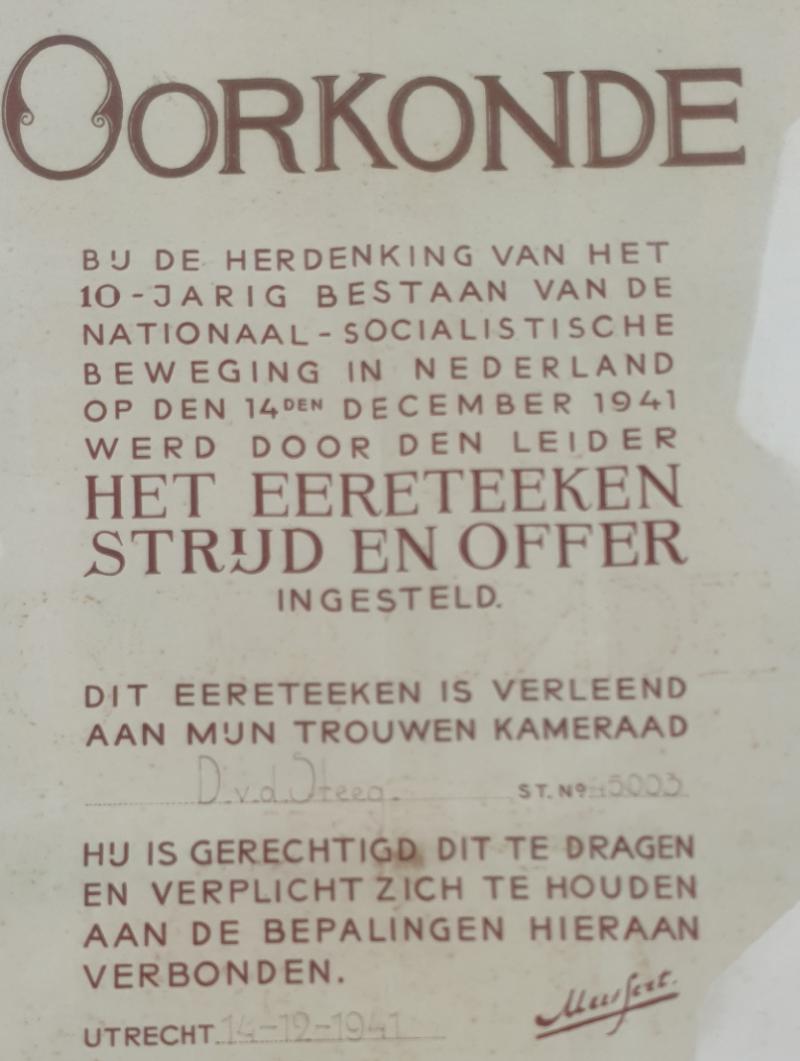 OORKONDE
BIJ DE HERDENKING VAN HET
10-JARIG BESTAAN VAN DE
NATIONAAL-SOCIALISTISCHE
BEWEGING IN NEDERLAND
OP DEN 14DEN DECEMBER 1941
WERD DOOR DEN LEIDER
HET EERETEEKEN
STRIJD EN OFFER
INGESTELD.
DIT EERETEEKEN IS VERLEEND
AAN MIJN TROUWEN KAMERAAD
D.v.d.Steeg. ST. No 5003
HIJ IS GERECHTIGD DIT TE DRAGEN
EN VERPLICHT ZICH TE HOUDEN
AAN DE BEPALINGEN HIERAAN
VERBONDEN.
Mussert.
UTRECHT 14-12-1941